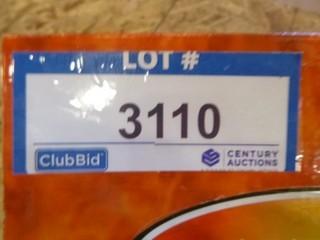 LOT #
3110
ClubBid
CENTURY
AUCTIONS